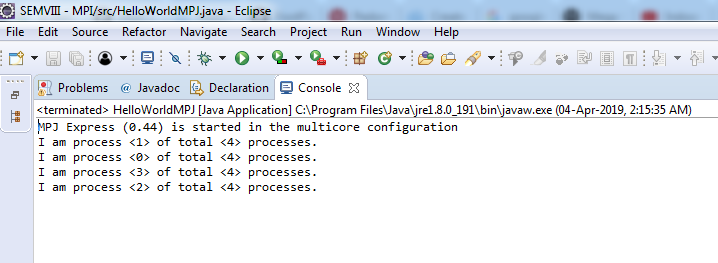 SEMVIII - MPI/src/HelloWorldMPJ.java - Eclipse
File Edit Source Refactor Navigate Search Project Run Window Help
Problems @ Javadoc Declaration Console
<terminated> HelloWorldMPJ [Java Application] C:\Program Files\Java\jre1.8.0_191\bin\javaw.exe (04-Apr-2019, 2:15:35 AM)
MPJ Express (0.44) is started in the multicore configuration
I am process <1> of total <4> processes.
I am process <0> of total <4> processes.
I am process <3> of total <4> processes.
I am process <2> of total <4> processes.